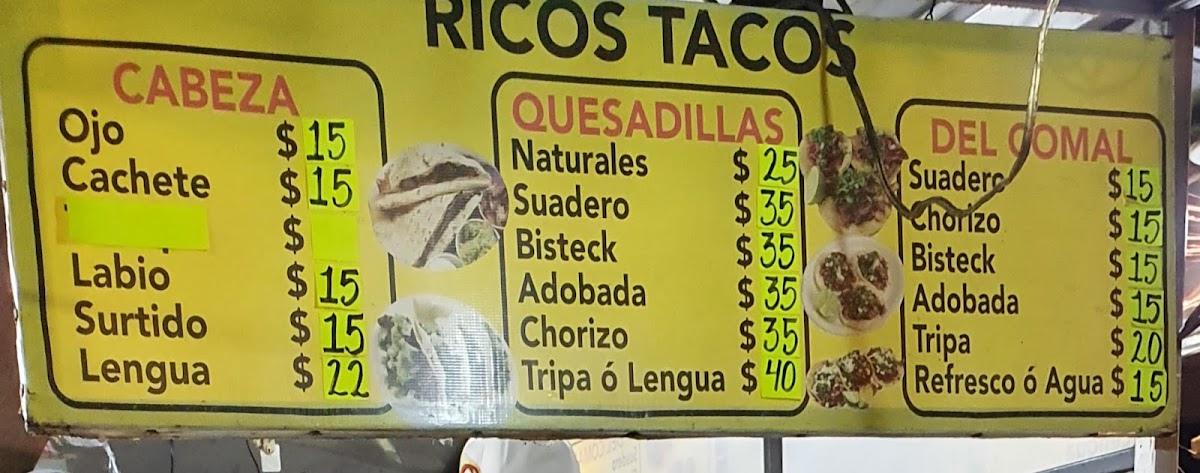 RICOS TACOS
CABEZA
Ojo $ 15
Cachete $ 15
$
Labio $ 15
Surtido $ 15
Lengua $ 22
QUESADILLAS
Naturales $ 25
Suadero $ 35
Bisteck $ 35
Adobada $ 35
Chorizo $ 35
Tripa ó Lengua $ 40
DEL COMAL
Suadero $ 15
Chorizo $ 15
Bisteck $ 15
Adobada $ 15
Tripa $ 20
Refresco ó Agua $ 15